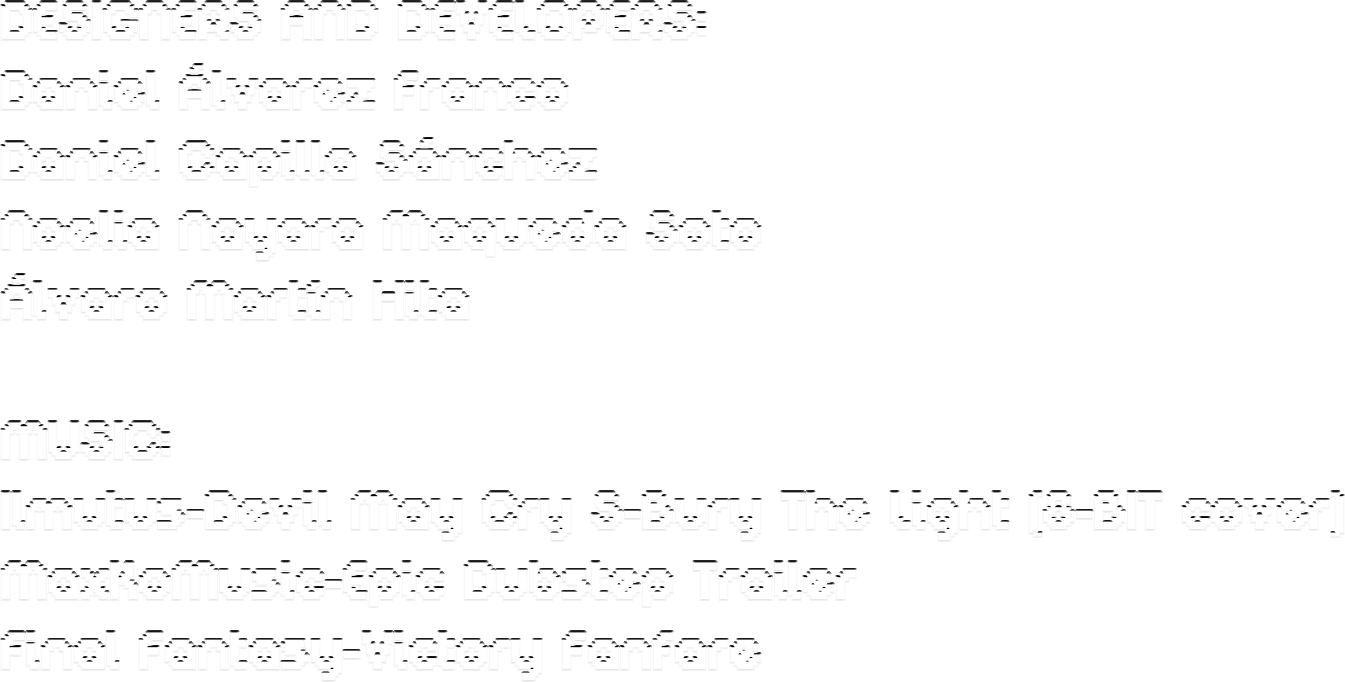 DESIGNERS AND DEVELOPERS:
Daniel Álvarez Franco
Daniel Capilla Sánchez
Noelia Nayara Maqueda Soto
Álvaro Martín Hita
MUSIC:
Ilmutus-Devil May Cry 3-Bury The Light (8-BIT cover)
MaxKoMusic-Epic Dubstep Trailer
Final Fantasy-Victory Fanfare